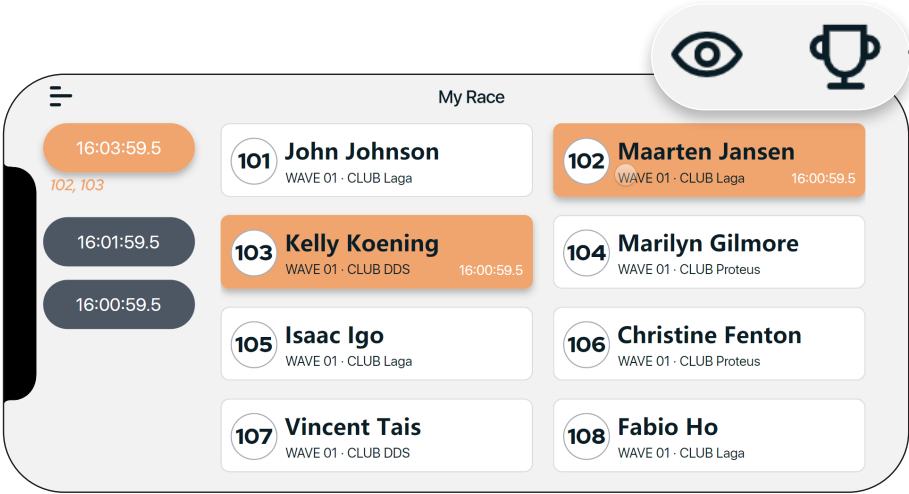 My Race
16:03:59.5
102, 103
16:01:59.5
16:00:59.5
101 John Johnson
WAVE 01 · CLUB Laga
102 Maarten Jansen
WAVE 01 · CLUB Laga 16:00:59.5
103 Kelly Koening
WAVE 01 · CLUB DDS 16:00:59.5
104 Marilyn Gilmore
WAVE 01 · CLUB Proteus
105 Isaac Igo
WAVE 01 · CLUB Laga
106 Christine Fenton
WAVE 01 · CLUB Proteus
107 Vincent Tais
WAVE 01 · CLUB DDS
108 Fabio Ho
WAVE 01 · CLUB Laga